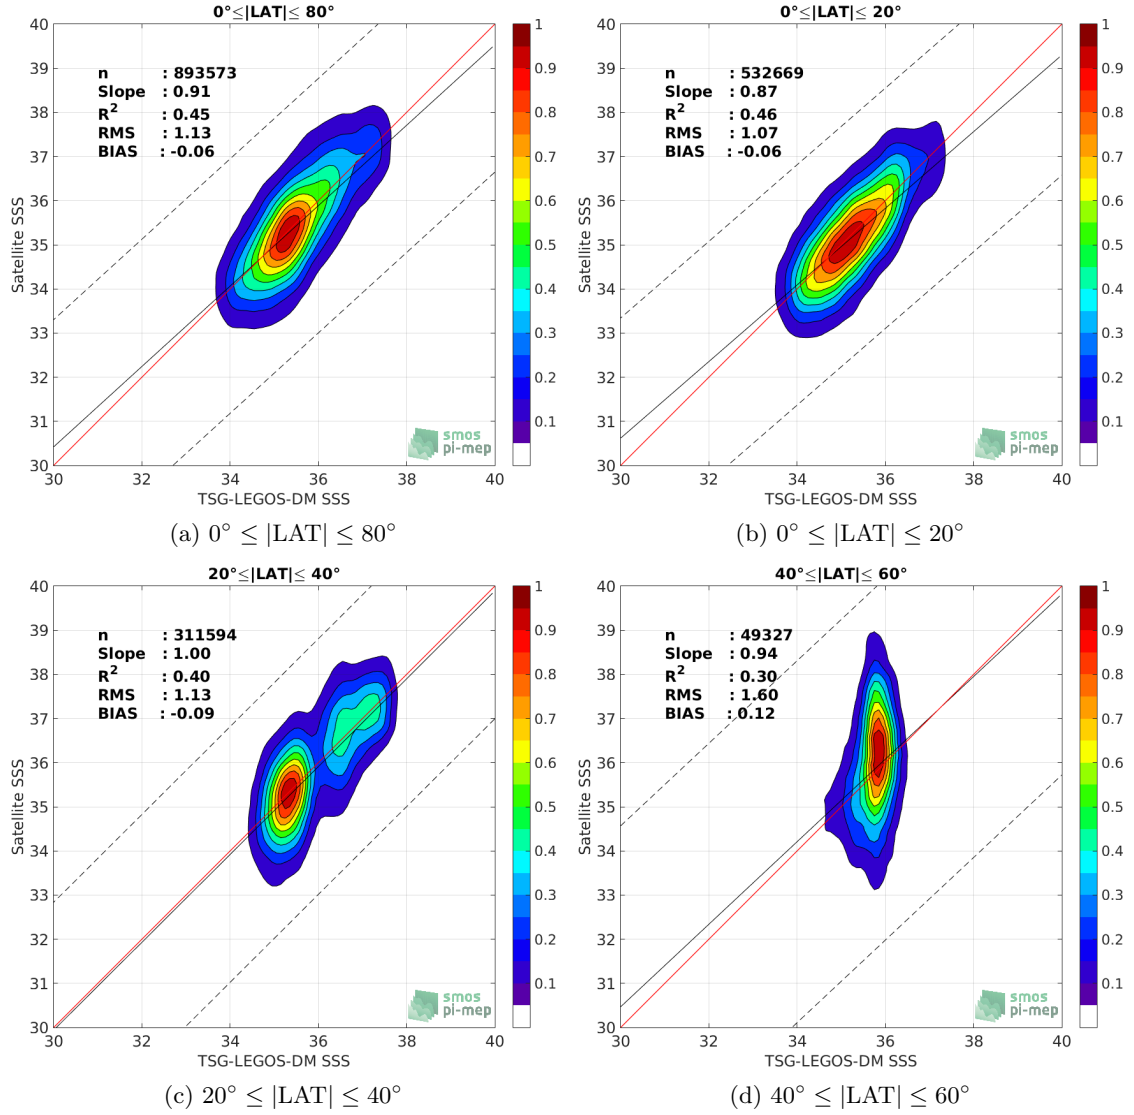 0°≤|LAT|≤ 80°
n : 893573
Slope : 0.91
R² : 0.45
RMS : 1.13
BIAS : -0.06
40
39
38
37
36
35
34
33
32
31
30
30 32 34 36 38 40
Satellite SSS
TSG-LEGOS-DM SSS
smos
pi-mep
1
0.9
0.8
0.7
0.6
0.5
0.4
0.3
0.2
0.1
(a) 0° ≤ |LAT| ≤ 80°
0°≤|LAT|≤ 20°
n : 532669
Slope : 0.87
R² : 0.46
RMS : 1.07
BIAS : -0.06
40
39
38
37
36
35
34
33
32
31
30
30 32 34 36 38 40
Satellite SSS
TSG-LEGOS-DM SSS
smos
pi-mep
1
0.9
0.8
0.7
0.6
0.5
0.4
0.3
0.2
0.1
(b) 0° ≤ |LAT| ≤ 20°
20°≤|LAT|≤ 40°
n : 311594
Slope : 1.00
R² : 0.40
RMS : 1.13
BIAS : -0.09
40
39
38
37
36
35
34
33
32
31
30
30 32 34 36 38 40
Satellite SSS
TSG-LEGOS-DM SSS
smos
pi-mep
1
0.9
0.8
0.7
0.6
0.5
0.4
0.3
0.2
0.1
(c) 20° ≤ |LAT| ≤ 40°
40°≤|LAT|≤ 60°
n : 49327
Slope : 0.94
R² : 0.30
RMS : 1.60
BIAS : 0.12
40
39
38
37
36
35
34
33
32
31
30
30 32 34 36 38 40
Satellite SSS
TSG-LEGOS-DM SSS
smos
pi-mep
1
0.9
0.8
0.7
0.6
0.5
0.4
0.3
0.2
0.1
(d) 40° ≤ |LAT| ≤ 60°